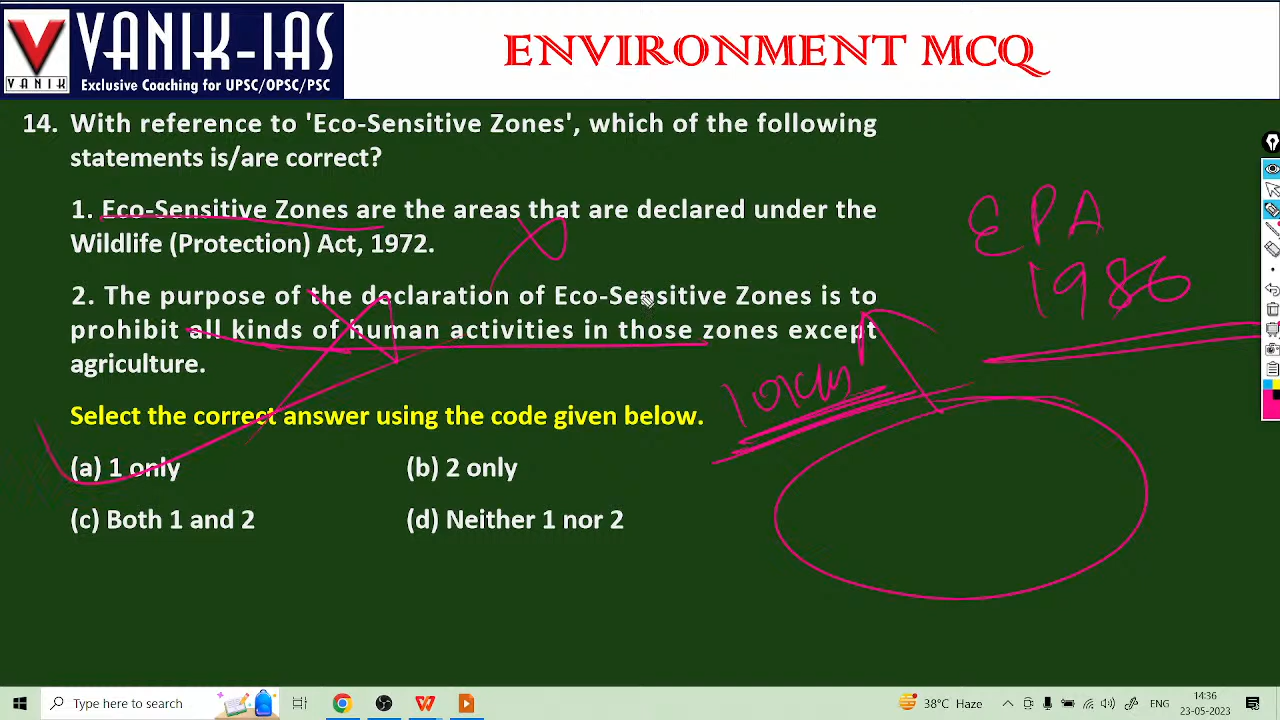 VANIK-IAS
VANIK
Exclusive Coaching for UPSC/OPSC/PSC
ENVIRONMENT MCQ
14. With reference to 'Eco-Sensitive Zones', which of the following
statements is/are correct?
1. Eco-Sensitive Zones are the areas that are declared under the
Wildlife (Protection) Act, 1972.
2. The purpose of the declaration of Eco-Sensitive Zones is to
prohibit all kinds of human activities in those zones except
agriculture.
Select the correct answer using the code given below.
(a) 1 only
(b) 2 only
(c) Both 1 and 2
(d) Neither 1 nor 2
EPA
1986
10km
Type here to search
38°C Haze
ENG
14:36
23-05-2023